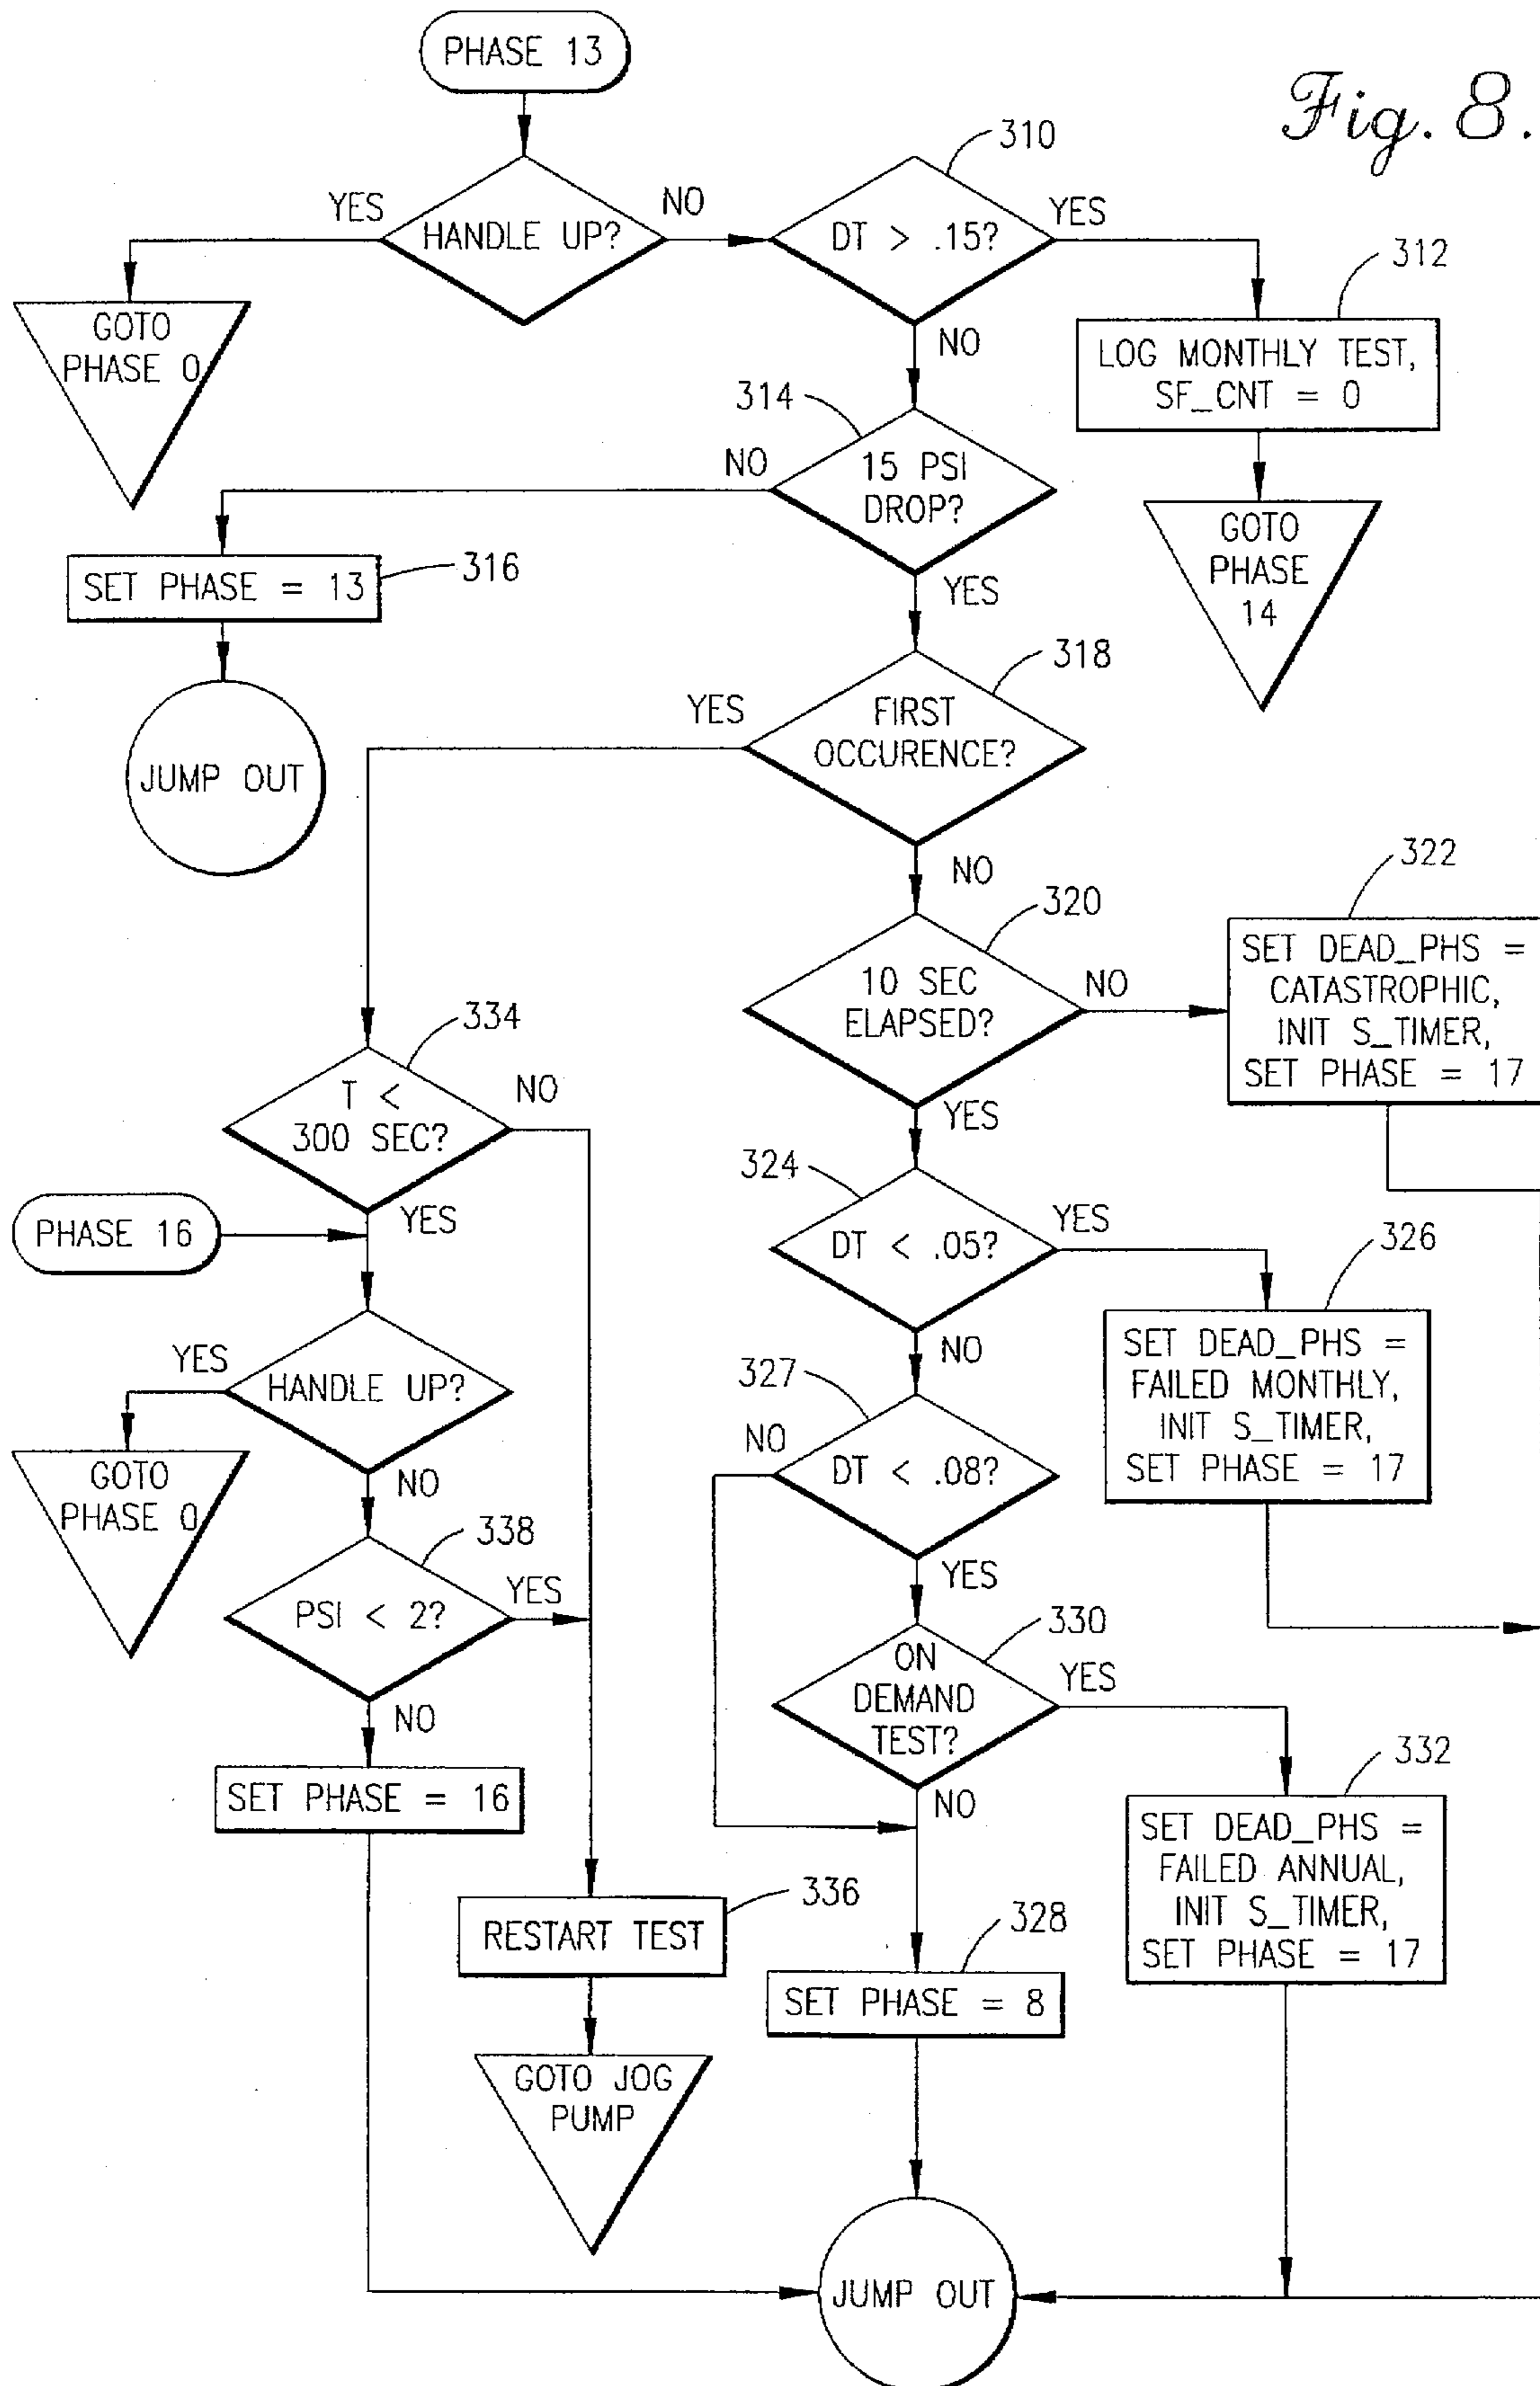 PHASE 13
Fig. 8.
310
YES
HANDLE UP?
NO
DT > .15?
YES
312
GOTO
PHASE 0
NO
LOG MONTHLY TEST,
SF_CNT = 0
314
NO
15 PSI
DROP?
GOTO
PHASE
14
SET PHASE = 13
316
YES
318
YES
FIRST
OCCURENCE?
JUMP OUT
NO
322
320
SET DEAD_PHS =
CATASTROPHIC,
INIT S_TIMER,
SET PHASE = 17
10 SEC
ELAPSED?
NO
334
T <
300 SEC?
NO
YES
324
PHASE 16
YES
DT < .05?
YES
326
SET DEAD_PHS =
FAILED MONTHLY,
INIT S_TIMER,
SET PHASE = 17
YES
HANDLE UP?
NO
327
GOTO
PHASE 0
NO
NO
DT < .08?
338
YES
PSI < 2?
YES
330
ON
DEMAND
TEST?
YES
NO
332
SET PHASE = 16
NO
SET DEAD_PHS =
FAILED ANNUAL,
INIT S_TIMER,
SET PHASE = 17
336
RESTART TEST
328
SET PHASE = 8
GOTO JOG
PUMP
JUMP OUT